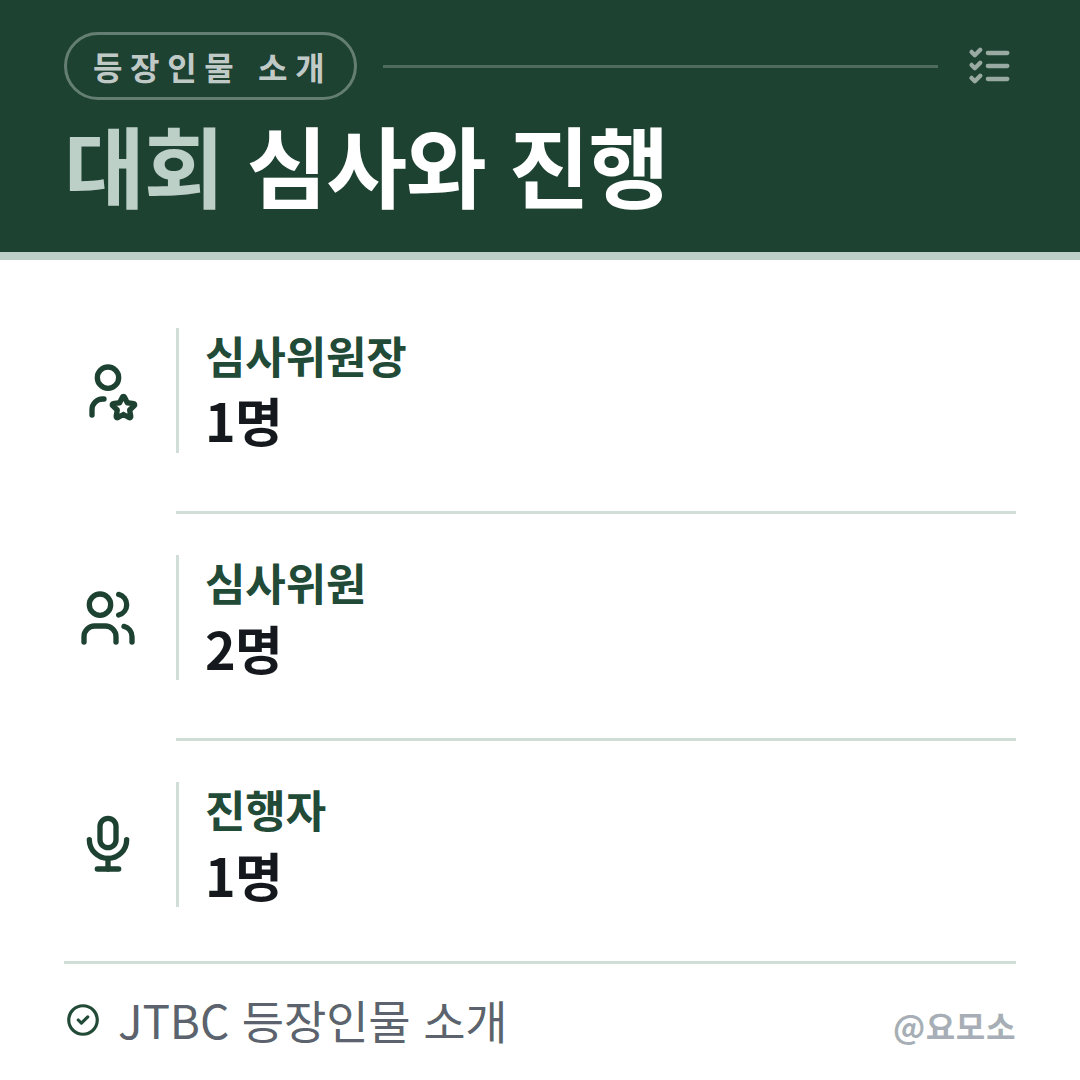 등장인물 소개
대회 심사와 진행
심사위원장
1명
심사위원
2명
진행자
1명
JTBC 등장인물 소개
@요모소